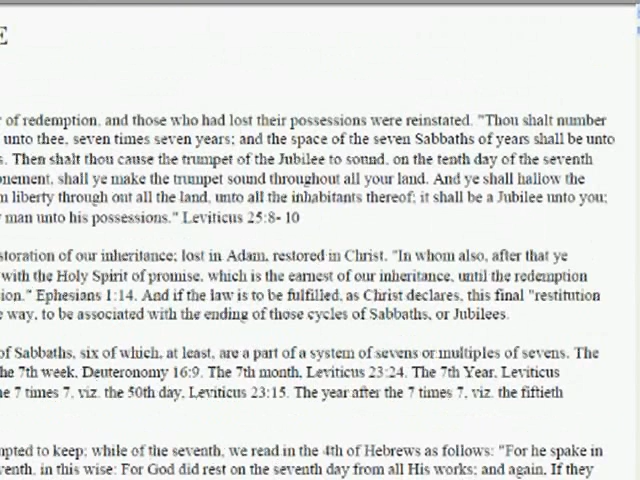 E
r of redemption, and those who had lost their possessions were reinstated. "Thou shalt number
unto thee, seven times seven years; and the space of the seven Sabbaths of years shall be unto
s. Then shalt thou cause the trumpet of the Jubilee to sound, on the tenth day of the seventh
onement, shall ye make the trumpet sound throughout all your land. And ye shall hallow the
m liberty through out all the land, unto all the inhabitants thereof; it shall be a Jubilee unto you;
r man unto his possessions." Leviticus 25:8- 10
storation of our inheritance; lost in Adam, restored in Christ. "In whom also, after that ye
with the Holy Spirit of promise, which is the earnest of our inheritance, until the redemption
ion." Ephesians 1:14. And if the law is to be fulfilled, as Christ declares, this final "restitution
e way, to be associated with the ending of those cycles of Sabbaths, or Jubilees.
of Sabbaths, six of which, at least, are a part of a system of sevens or multiples of sevens. The
he 7th week, Deuteronomy 16:9. The 7th month, Leviticus 23:24. The 7th Year, Leviticus
e 7 times 7, viz. the 50th day, Leviticus 23:15. The year after the 7 times 7, viz. the fiftieth
mpted to keep; while of the seventh, we read in the 4th of Hebrews as follows: "For he spake in
venth, in this wise: For God did rest on the seventh day from all His works; and again, If they